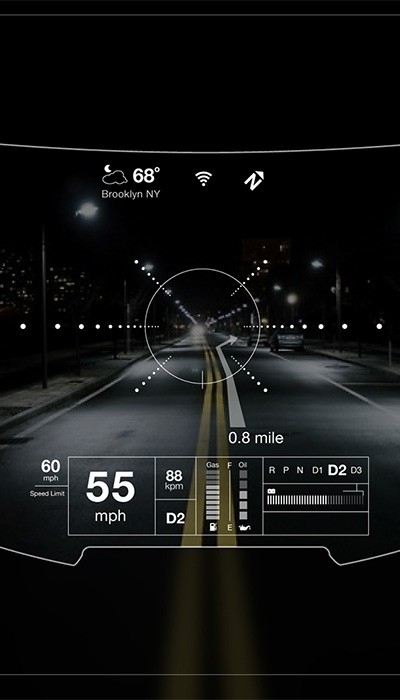 68°
Brooklyn NY
N
0.8 mile
60
mph
Speed Limit
55
mph
88
kpm
D2
Gas F Oil
E
R P N D1 D2 D3